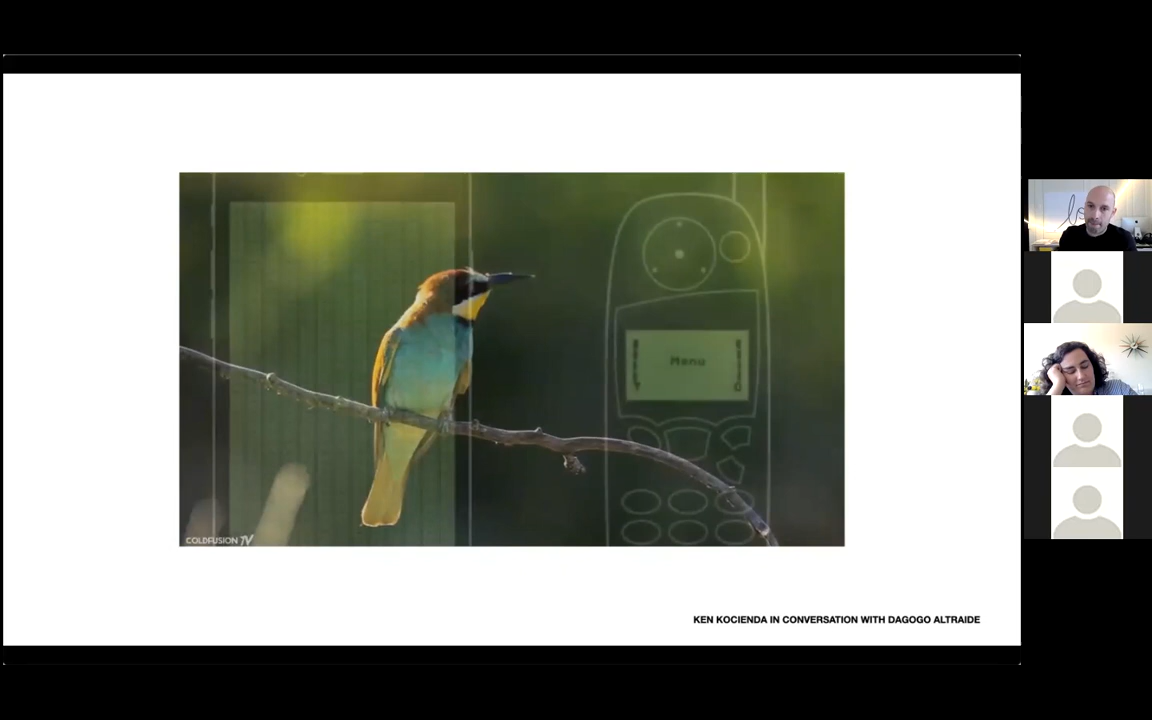 Menu
COLDFUSION TV
KEN KOCIENDA IN CONVERSATION WITH DAGOGO ALTRAIDE